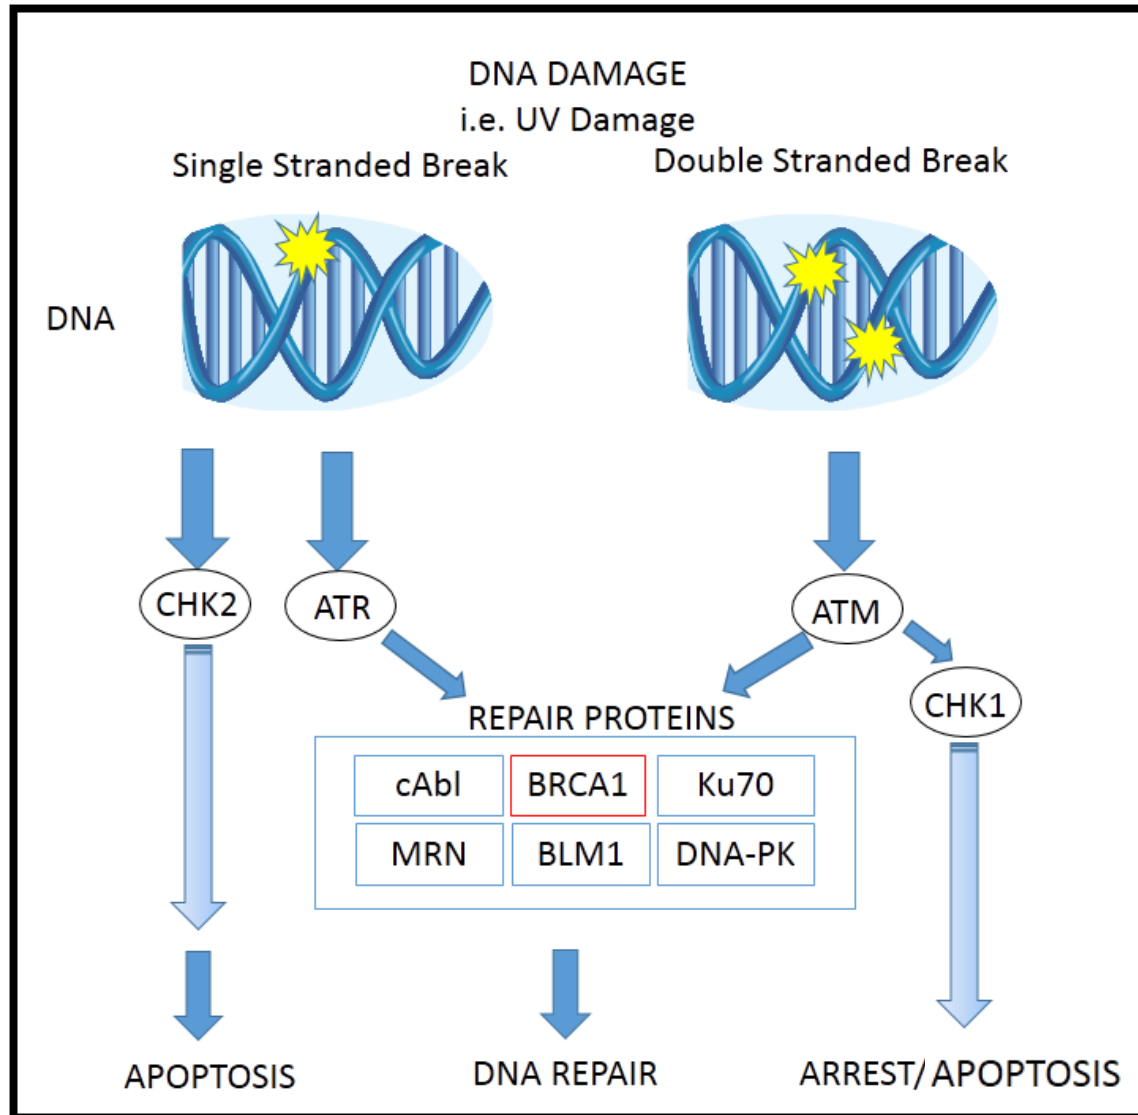 DNA DAMAGE
i.e. UV Damage
Single Stranded Break
Double Stranded Break
DNA
CHK2
ATR
ATM
CHK1
REPAIR PROTEINS
cAbl
BRCA1
Ku70
MRN
BLM1
DNA-PK
APOPTOSIS
DNA REPAIR
ARREST/ APOPTOSIS